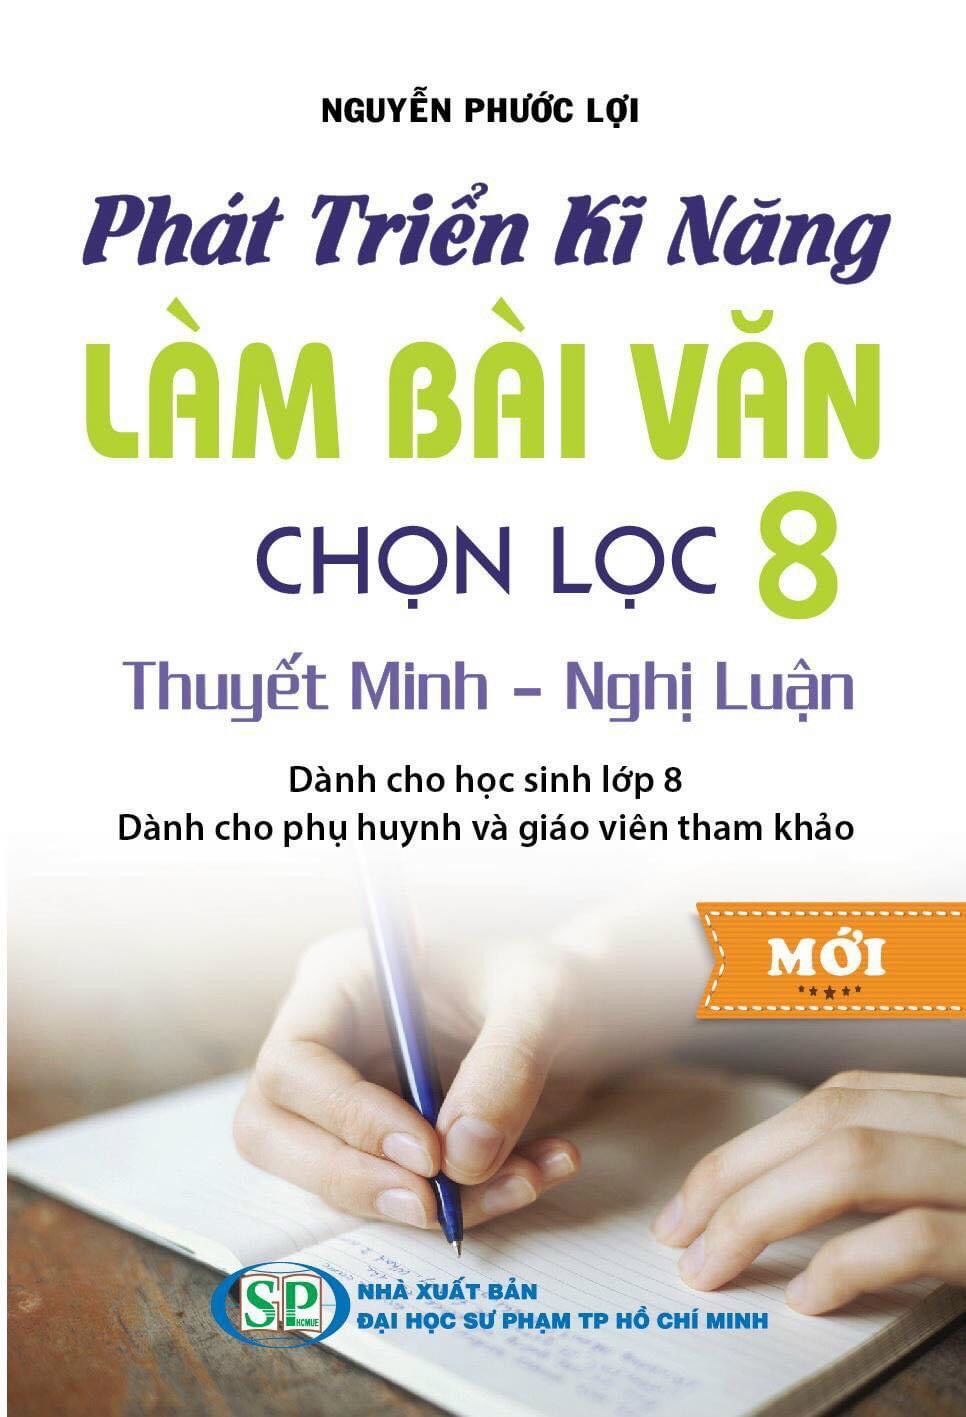 NGUYỄN PHƯỚC LỢI
Phát Triển Kĩ Năng
LÀM BÀI VĂN
CHỌN LỌC 8
Thuyết Minh - Nghị Luận
Dành cho học sinh lớp 8
Dành cho phụ huynh và giáo viên tham khảo
MỚI
SP
HCMUE
NHÀ XUẤT BẢN
ĐẠI HỌC SƯ PHẠM TP HỒ CHÍ MINH